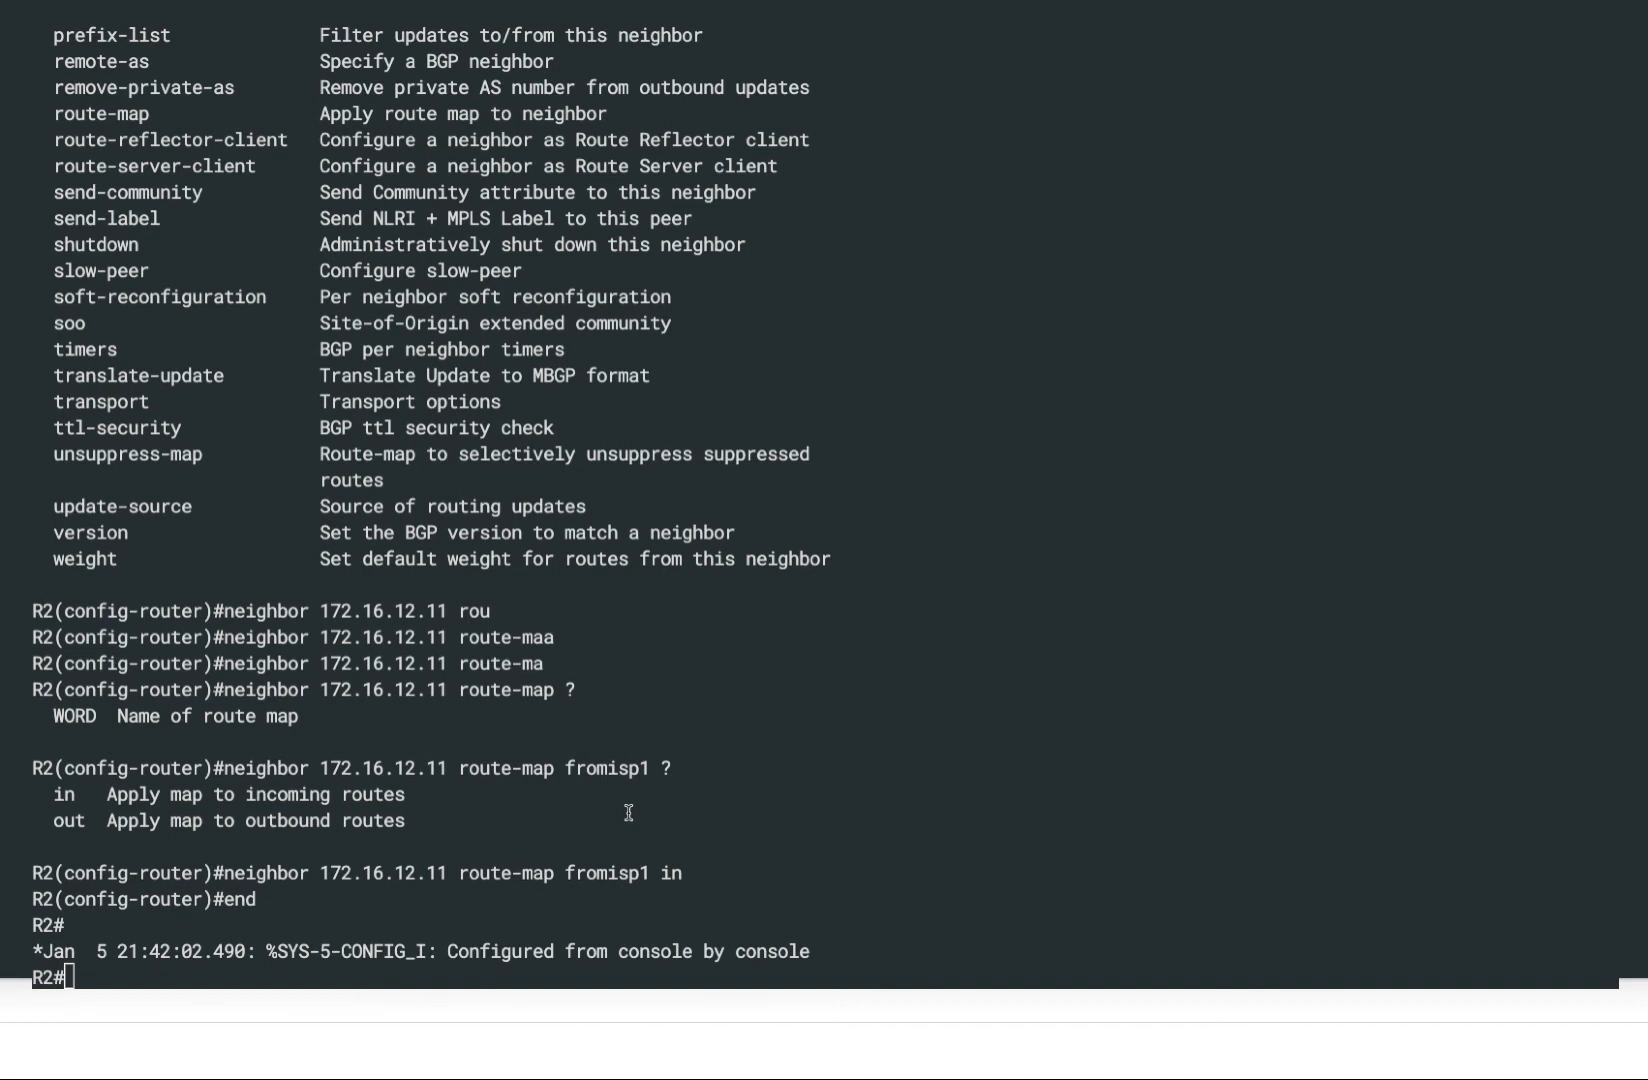 prefix-list Filter updates to/from this neighbor
remote-as Specify a BGP neighbor
remove-private-as Remove private AS number from outbound updates
route-map Apply route map to neighbor
route-reflector-client Configure a neighbor as Route Reflector client
route-server-client Configure a neighbor as Route Server client
send-community Send Community attribute to this neighbor
send-label Send NLRI + MPLS Label to this peer
shutdown Administratively shut down this neighbor
slow-peer Configure slow-peer
soft-reconfiguration Per neighbor soft reconfiguration
soo Site-of-Origin extended community
timers BGP per neighbor timers
translate-update Translate Update to MBGP format
transport Transport options
ttl-security BGP ttl security check
unsuppress-map Route-map to selectively unsuppress suppressed
routes
update-source Source of routing updates
version Set the BGP version to match a neighbor
weight Set default weight for routes from this neighbor
R2(config-router)#neighbor 172.16.12.11 rou
R2(config-router)#neighbor 172.16.12.11 route-maa
R2(config-router)#neighbor 172.16.12.11 route-ma
R2(config-router)#neighbor 172.16.12.11 route-map ?
WORD Name of route map
R2(config-router)#neighbor 172.16.12.11 route-map fromisp1 ?
in Apply map to incoming routes
out Apply map to outbound routes
R2(config-router)#neighbor 172.16.12.11 route-map fromisp1 in
R2(config-router)#end
R2#
*Jan 5 21:42:02.490: %SYS-5-CONFIG_I: Configured from console by console
R2#